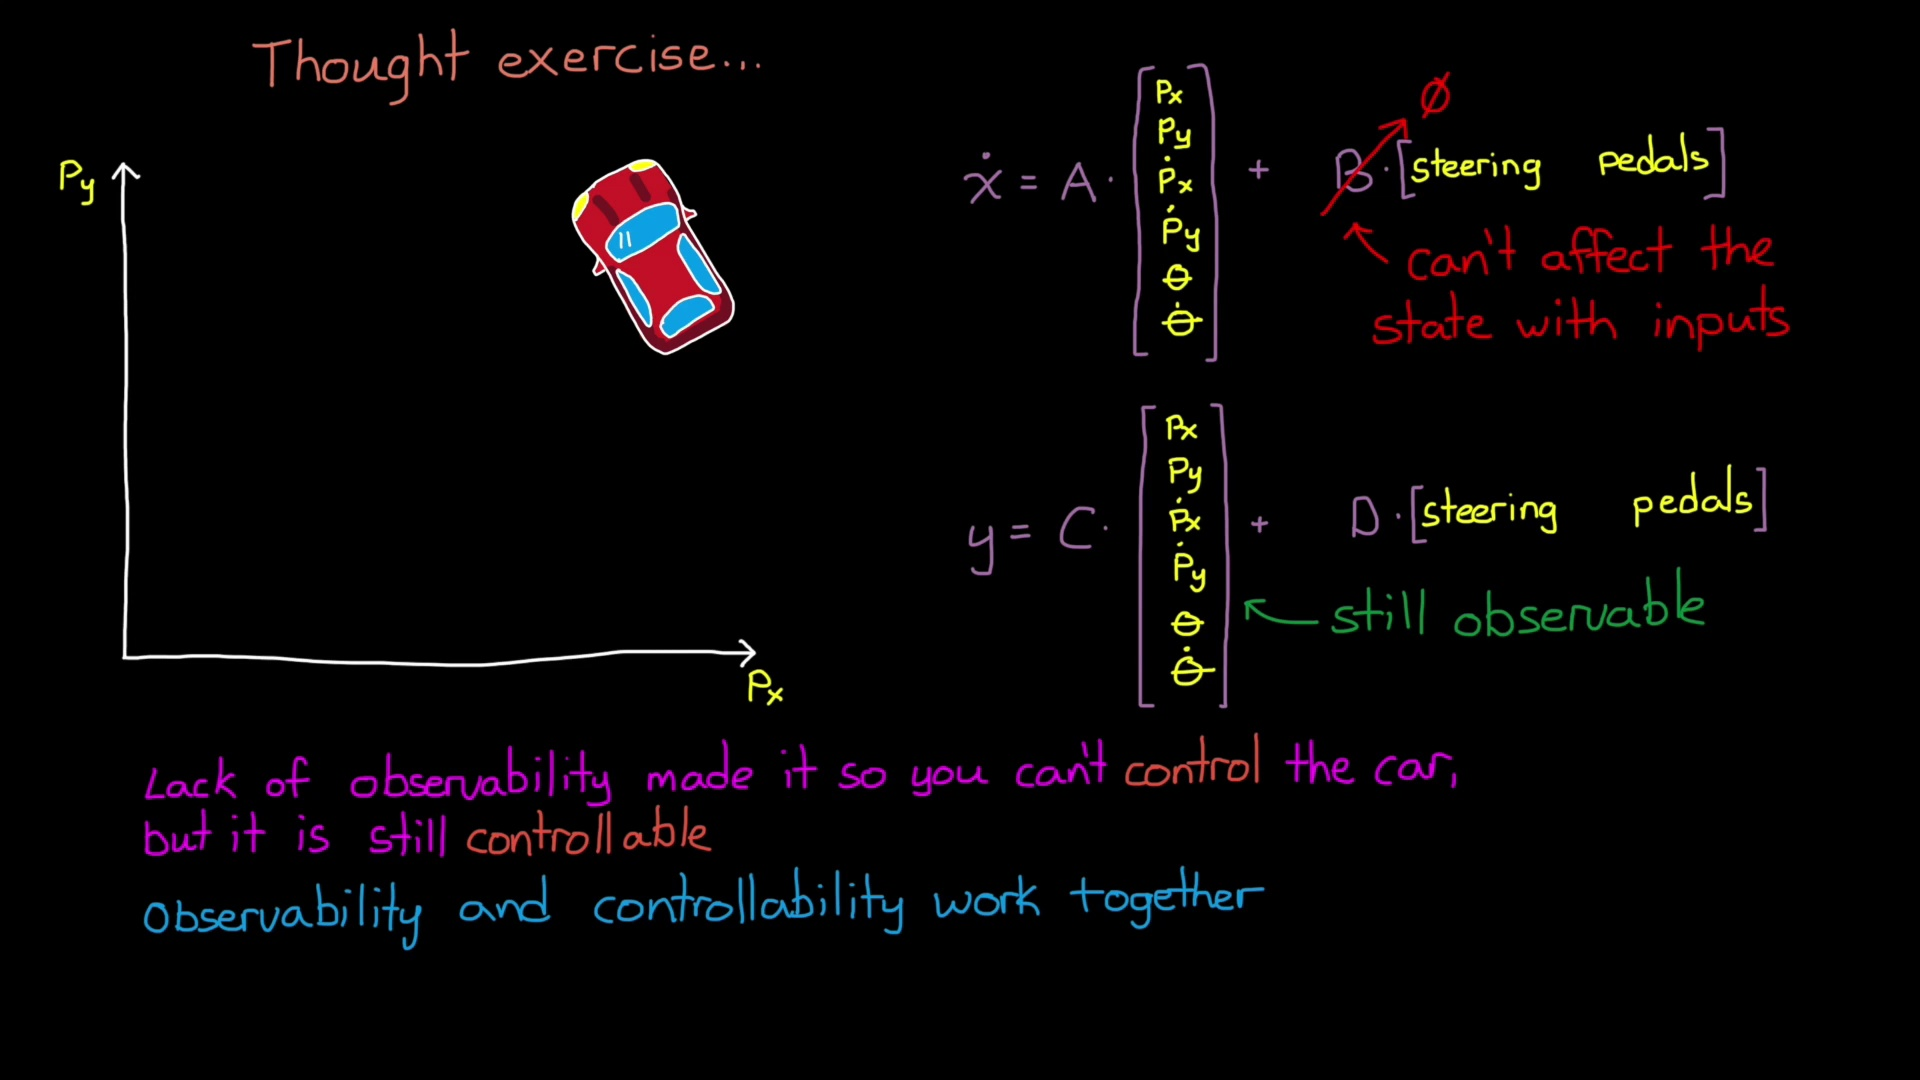 Thought exercise...
Py
Px
ẋ = A · [Px Py Ṗx Ṗy θ θ̇] + B · [steering pedals]
Ø
can't affect the
state with inputs
y = C · [Px Py Ṗx Ṗy θ θ̇] + D · [steering pedals]
still observable
Lack of observability made it so you can't control the car,
but it is still controllable
Observability and controllability work together